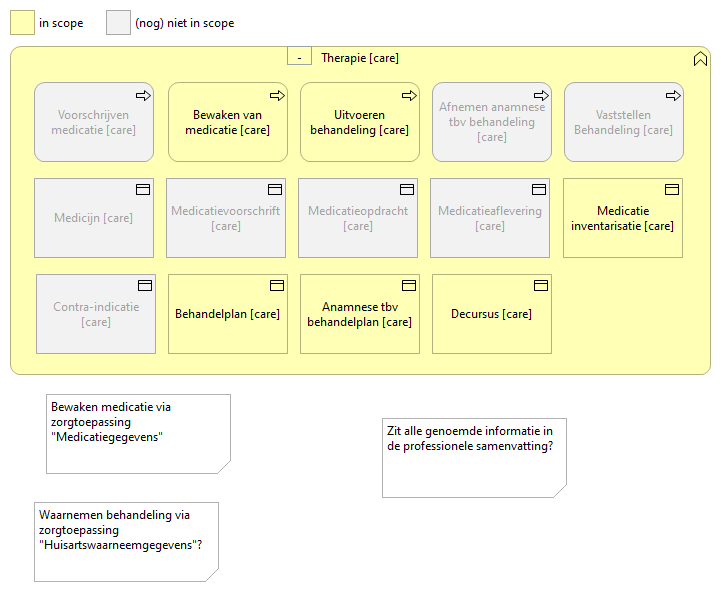 in scope
(nog) niet in scope
-
Therapie [care]
Voorschrijven
medicatie [care]
Bewaken van
medicatie [care]
Uitvoeren
behandeling [care]
Afnemen anamnese
tbv behandeling
[care]
Vaststellen
Behandeling [care]
Medicijn [care]
Medicatievoorschrift
[care]
Medicatieopdracht
[care]
Medicatieaflevering
[care]
Medicatie
inventarisatie [care]
Contra-indicatie
[care]
Behandelplan [care]
Anamnese tbv
behandelplan [care]
Decursus [care]
Bewaken medicatie via
zorgtoepassing
"Medicatiegegevens"
Zit alle genoemde informatie in
de professionele samenvatting?
Waarnemen behandeling via
zorgtoepassing
"Huisartswaarneemgegevens"?